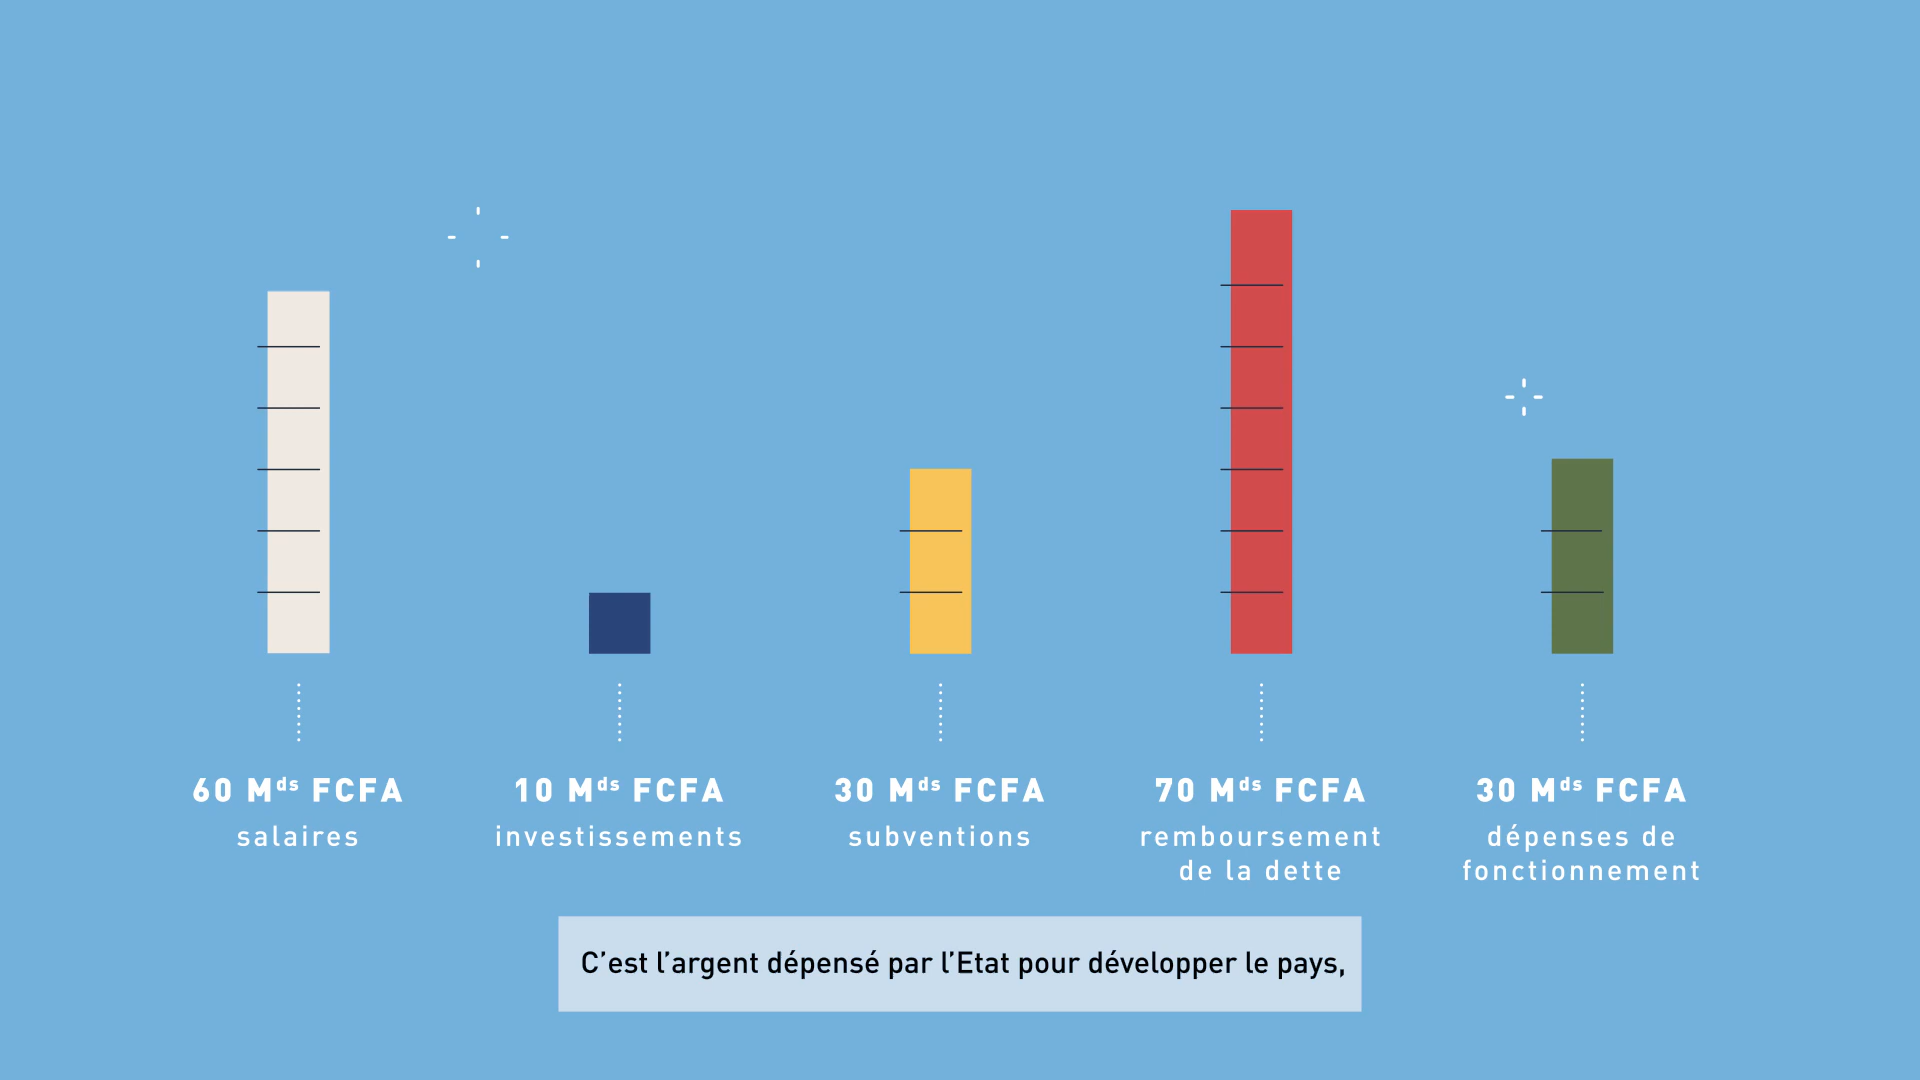 60 Mds FCFA
salaires
10 Mds FCFA
investissements
30 Mds FCFA
subventions
70 Mds FCFA
remboursement
de la dette
30 Mds FCFA
dépenses de
fonctionnement
C’est l’argent dépensé par l’Etat pour développer le pays,